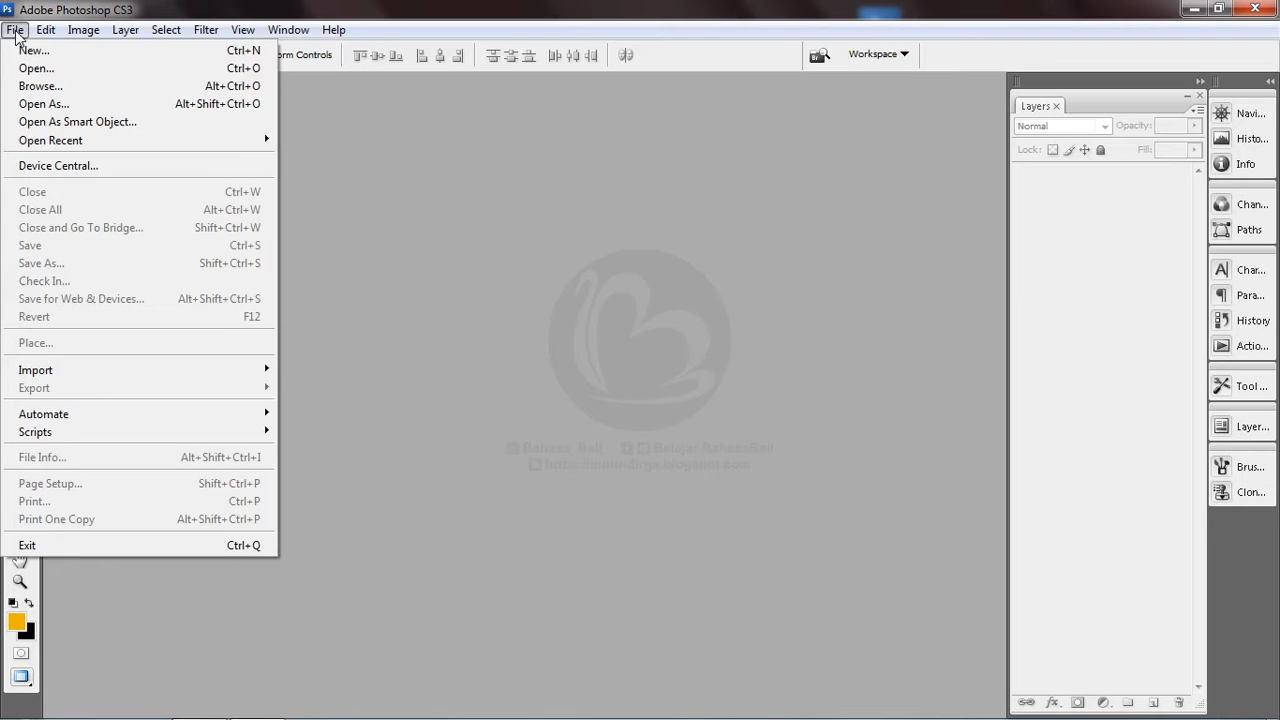 Adobe Photoshop CS3
File Edit Image Layer Select Filter View Window Help
New... Ctrl+N
Open... Ctrl+O
Browse... Alt+Ctrl+O
Open As... Alt+Shift+Ctrl+O
Open As Smart Object...
Open Recent
Device Central...
Close Ctrl+W
Close All Alt+Ctrl+W
Close and Go To Bridge... Shift+Ctrl+W
Save Ctrl+S
Save As... Shift+Ctrl+S
Check In...
Save for Web & Devices... Alt+Shift+Ctrl+S
Revert F12
Place...
Import
Export
Automate
Scripts
File Info... Alt+Shift+Ctrl+I
Page Setup... Shift+Ctrl+P
Print... Ctrl+P
Print One Copy Alt+Shift+Ctrl+P
Exit Ctrl+Q
orm Controls
Workspace
Layers
Normal Opacity:
Lock: Fill:
Navi...
Histo...
Info
Chan...
Paths
Char...
Para...
History
Actio...
Tool ...
Layer...
Brus...
Clon...